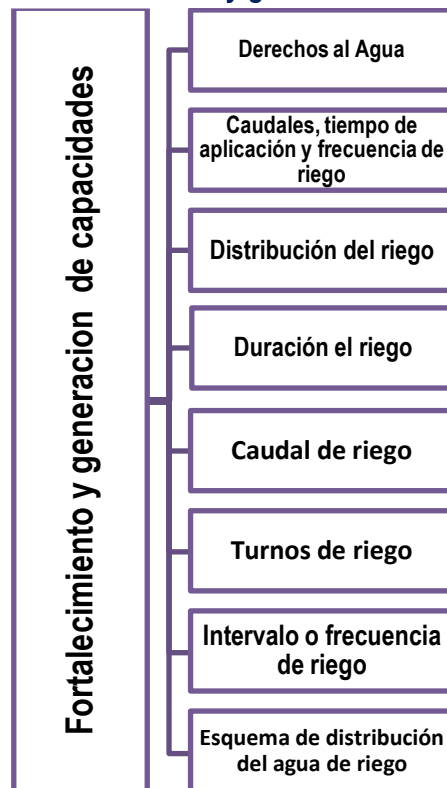 Fortalecimiento y generacion de capacidades
Derechos al Agua
Caudales, tiempo de
aplicación y frecuencia de
riego
Distribución del riego
Duración el riego
Caudal de riego
Turnos de riego
Intervalo o frecuencia
de riego
Esquema de distribución
del agua de riego